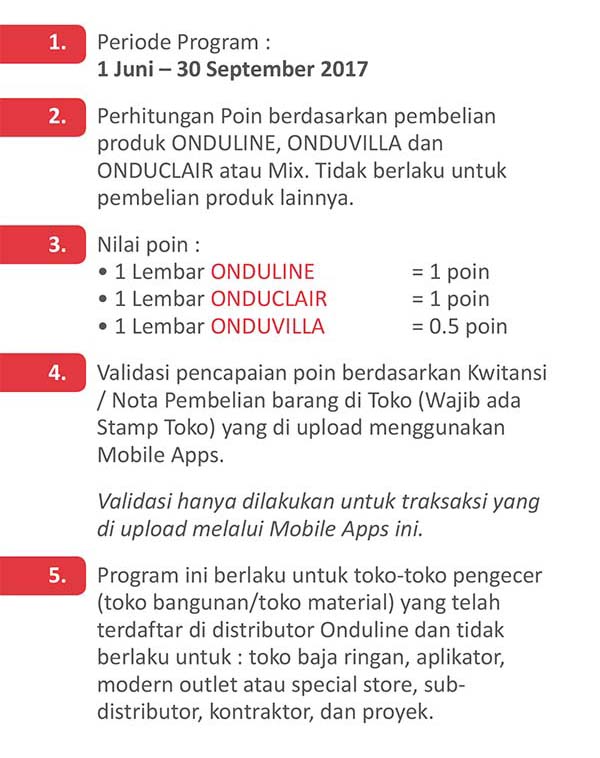 1. Periode Program :
1 Juni – 30 September 2017
2. Perhitungan Poin berdasarkan pembelian
produk ONDULINE, ONDUVILLA dan
ONDUCLAIR atau Mix. Tidak berlaku untuk
pembelian produk lainnya.
3. Nilai poin :
• 1 Lembar ONDULINE = 1 poin
• 1 Lembar ONDUCLAIR = 1 poin
• 1 Lembar ONDUVILLA = 0.5 poin
4. Validasi pencapaian poin berdasarkan Kwitansi
/ Nota Pembelian barang di Toko (Wajib ada
Stamp Toko) yang di upload menggunakan
Mobile Apps.
Validasi hanya dilakukan untuk traksaksi yang
di upload melalui Mobile Apps ini.
5. Program ini berlaku untuk toko-toko pengecer
(toko bangunan/toko material) yang telah
terdaftar di distributor Onduline dan tidak
berlaku untuk : toko baja ringan, aplikator,
modern outlet atau special store, sub-
distributor, kontraktor, dan proyek.